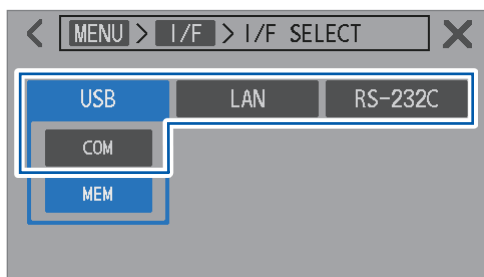 MENU > I/F > I/F SELECT
USB LAN RS-232C
COM
MEM